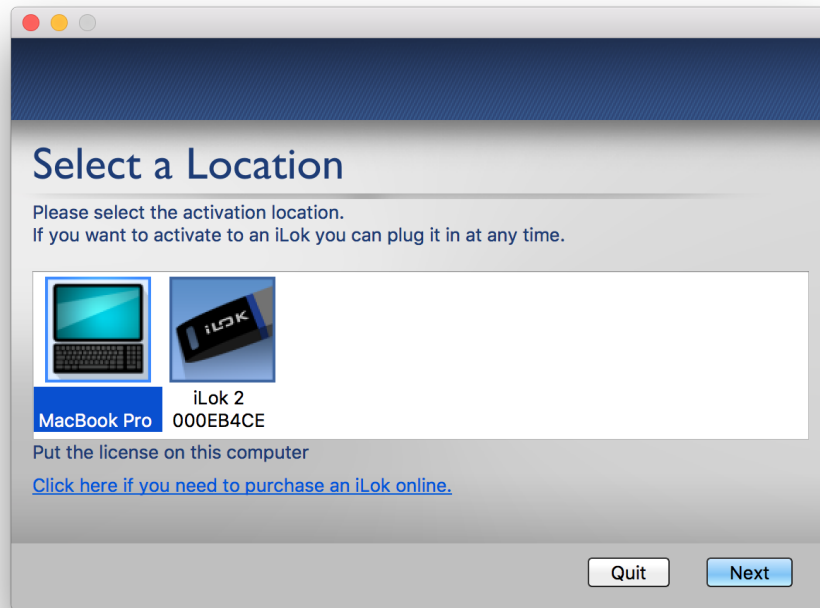 Select a Location
Please select the activation location.
If you want to activate to an iLok you can plug it in at any time.
iLOK
MacBook Pro
iLok 2
000EB4CE
Put the license on this computer
Click here if you need to purchase an iLok online.
Quit
Next